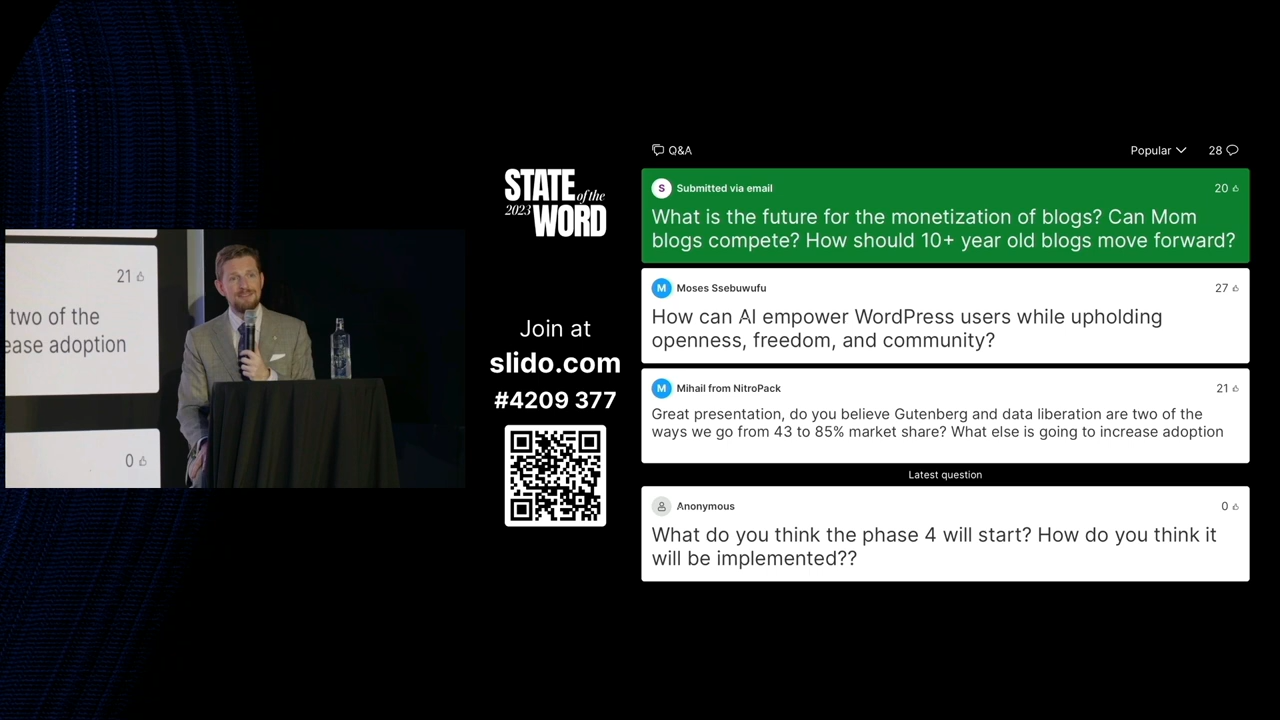 21
two of the
ease adoption
0
STATE of the
2023 WORD
Join at
slido.com
#4209 377
Q&A
Popular
28
S Submitted via email
20
What is the future for the monetization of blogs? Can Mom
blogs compete? How should 10+ year old blogs move forward?
M Moses Ssebuwufu
27
How can AI empower WordPress users while upholding
openness, freedom, and community?
M Mihail from NitroPack
21
Great presentation, do you believe Gutenberg and data liberation are two of the
ways we go from 43 to 85% market share? What else is going to increase adoption
Latest question
Anonymous
0
What do you think the phase 4 will start? How do you think it
will be implemented??